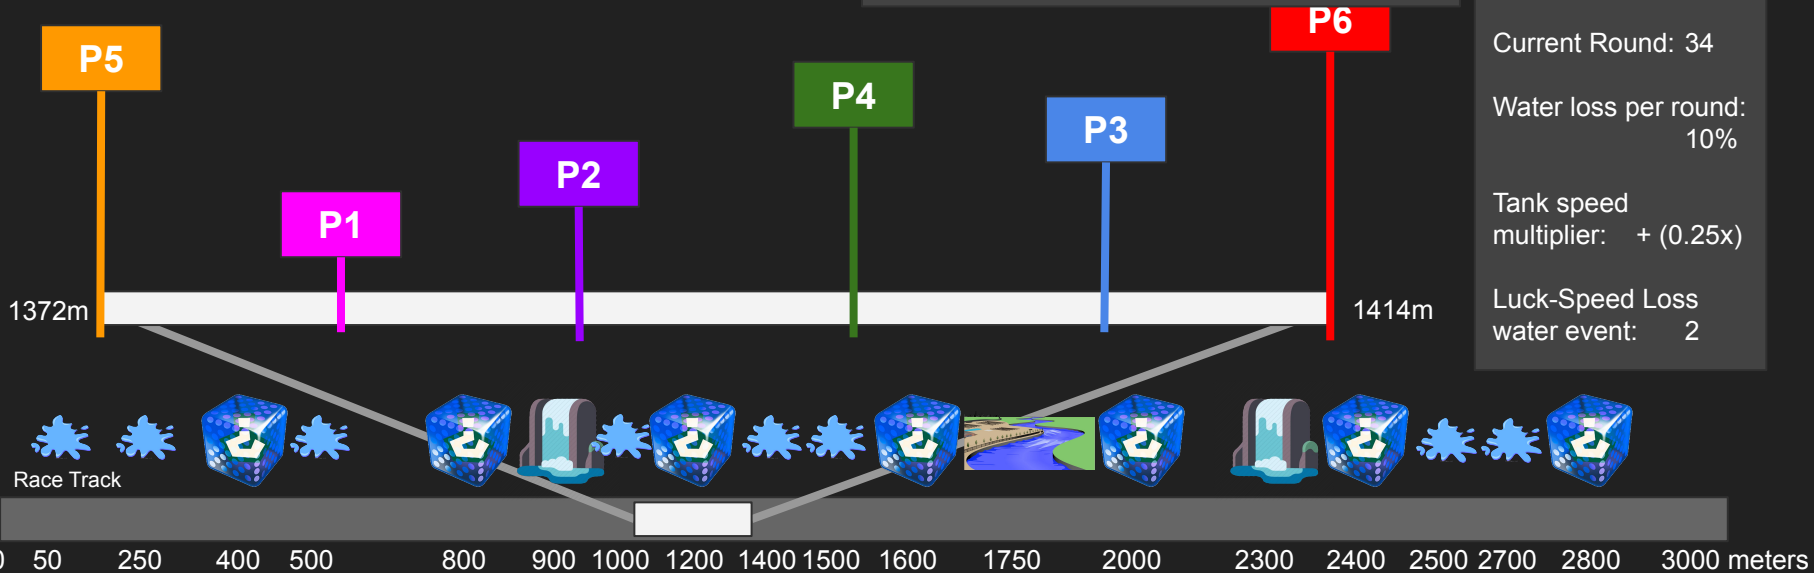 P6
Current Round: 34
P5
P4
P3
Water loss per round:
10%
P2
P1
Tank speed
multiplier: + (0.25x)
1372m
1414m
Luck-Speed Loss
water event: 2
Race Track
0 50 250 400 500 800 900 1000 1200 1400 1500 1600 1750 2000 2300 2400 2500 2700 2800 3000 meters